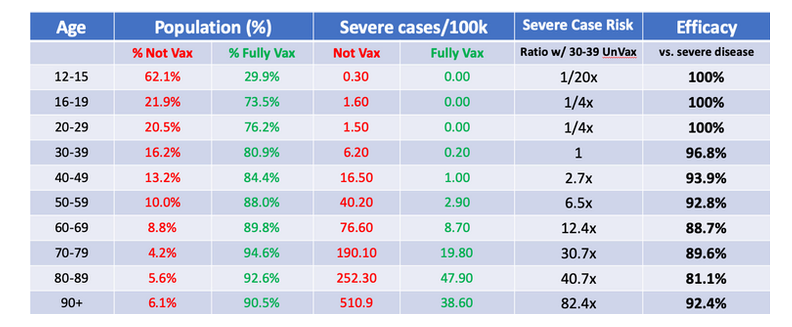 Age Population (%) Severe cases/100k Severe Case Risk Efficacy
% Not Vax % Fully Vax Not Vax Fully Vax Ratio w/ 30-39 UnVax vs. severe disease
12-15 62.1% 29.9% 0.30 0.00 1/20x 100%
16-19 21.9% 73.5% 1.60 0.00 1/4x 100%
20-29 20.5% 76.2% 1.50 0.00 1/4x 100%
30-39 16.2% 80.9% 6.20 0.20 1 96.8%
40-49 13.2% 84.4% 16.50 1.00 2.7x 93.9%
50-59 10.0% 88.0% 40.20 2.90 6.5x 92.8%
60-69 8.8% 89.8% 76.60 8.70 12.4x 88.7%
70-79 4.2% 94.6% 190.10 19.80 30.7x 89.6%
80-89 5.6% 92.6% 252.30 47.90 40.7x 81.1%
90+ 6.1% 90.5% 510.9 38.60 82.4x 92.4%